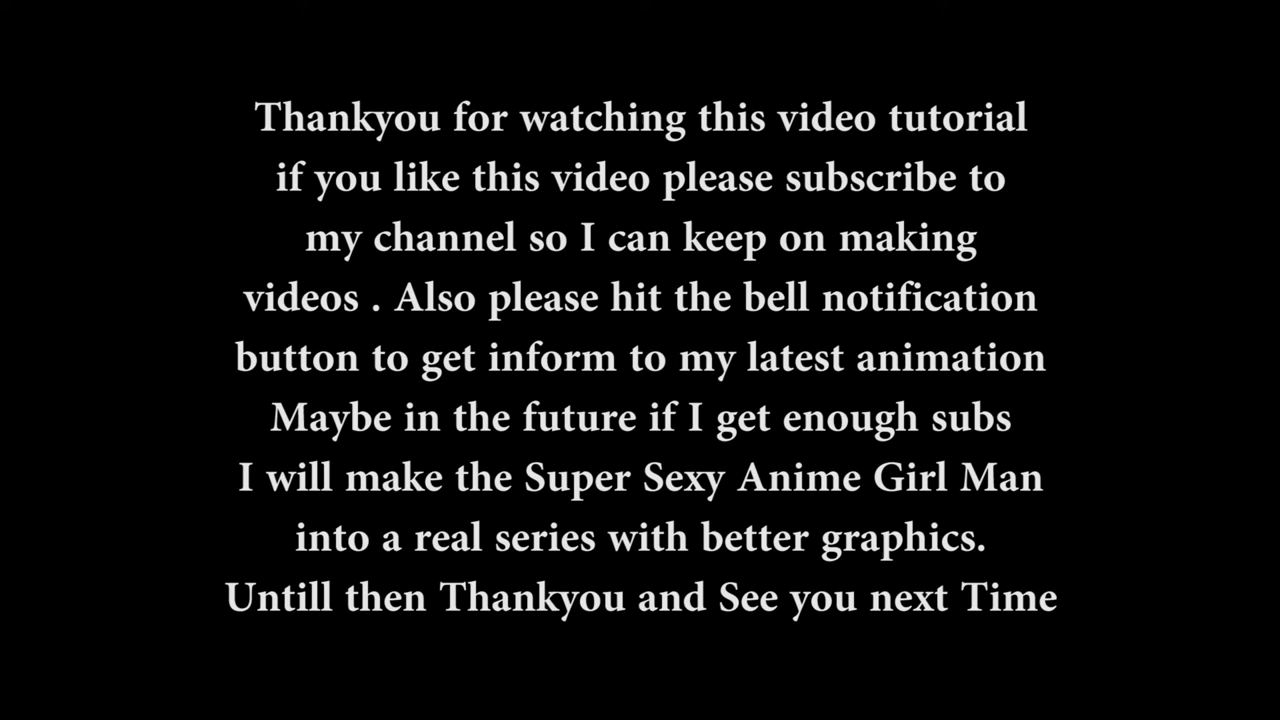 Thankyou for watching this video tutorial
if you like this video please subscribe to
my channel so I can keep on making
videos . Also please hit the bell notification
button to get inform to my latest animation
Maybe in the future if I get enough subs
I will make the Super Sexy Anime Girl Man
into a real series with better graphics.
Untill then Thankyou and See you next Time